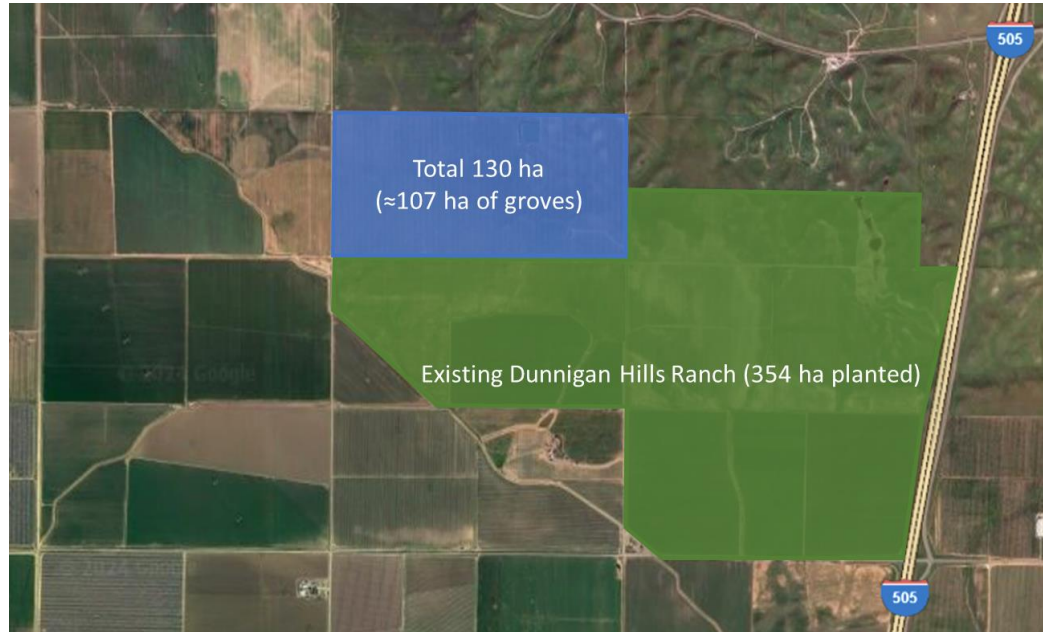 505
Total 130 ha
(≈107 ha of groves)
Existing Dunnigan Hills Ranch (354 ha planted)
505